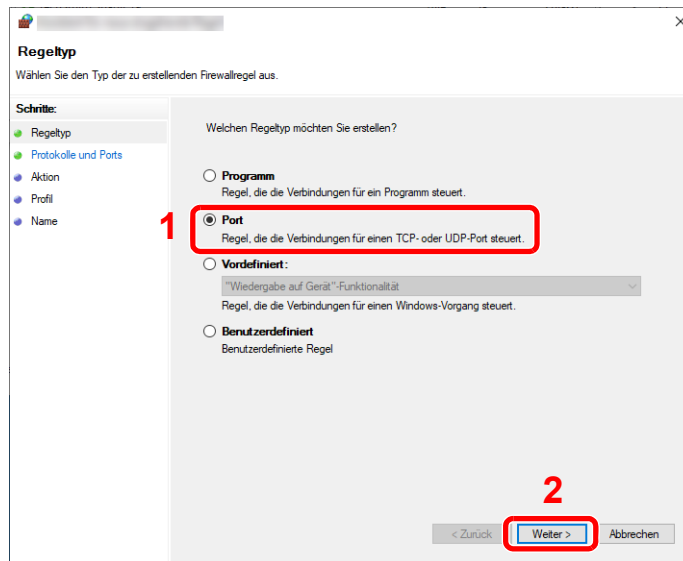 Regeltyp
Wählen Sie den Typ der zu erstellenden Firewallregel aus.
Schritte:
Regeltyp
Protokolle und Ports
Aktion
Profil
Name
Welchen Regeltyp möchten Sie erstellen?
Programm
Regel, die die Verbindungen für ein Programm steuert.
1
Port
Regel, die die Verbindungen für einen TCP- oder UDP-Port steuert.
Vordefiniert:
"Wiedergabe auf Gerät"-Funktionalität
Regel, die die Verbindungen für einen Windows-Vorgang steuert.
Benutzerdefiniert
Benutzerdefinierte Regel
2
< Zurück
Weiter >
Abbrechen